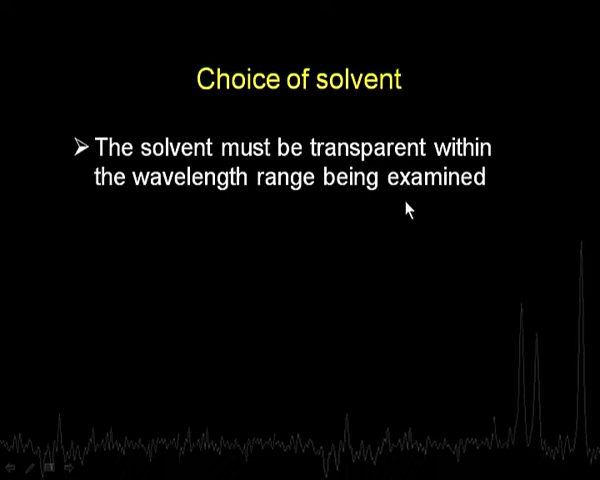 Choice of solvent
➢ The solvent must be transparent within
the wavelength range being examined